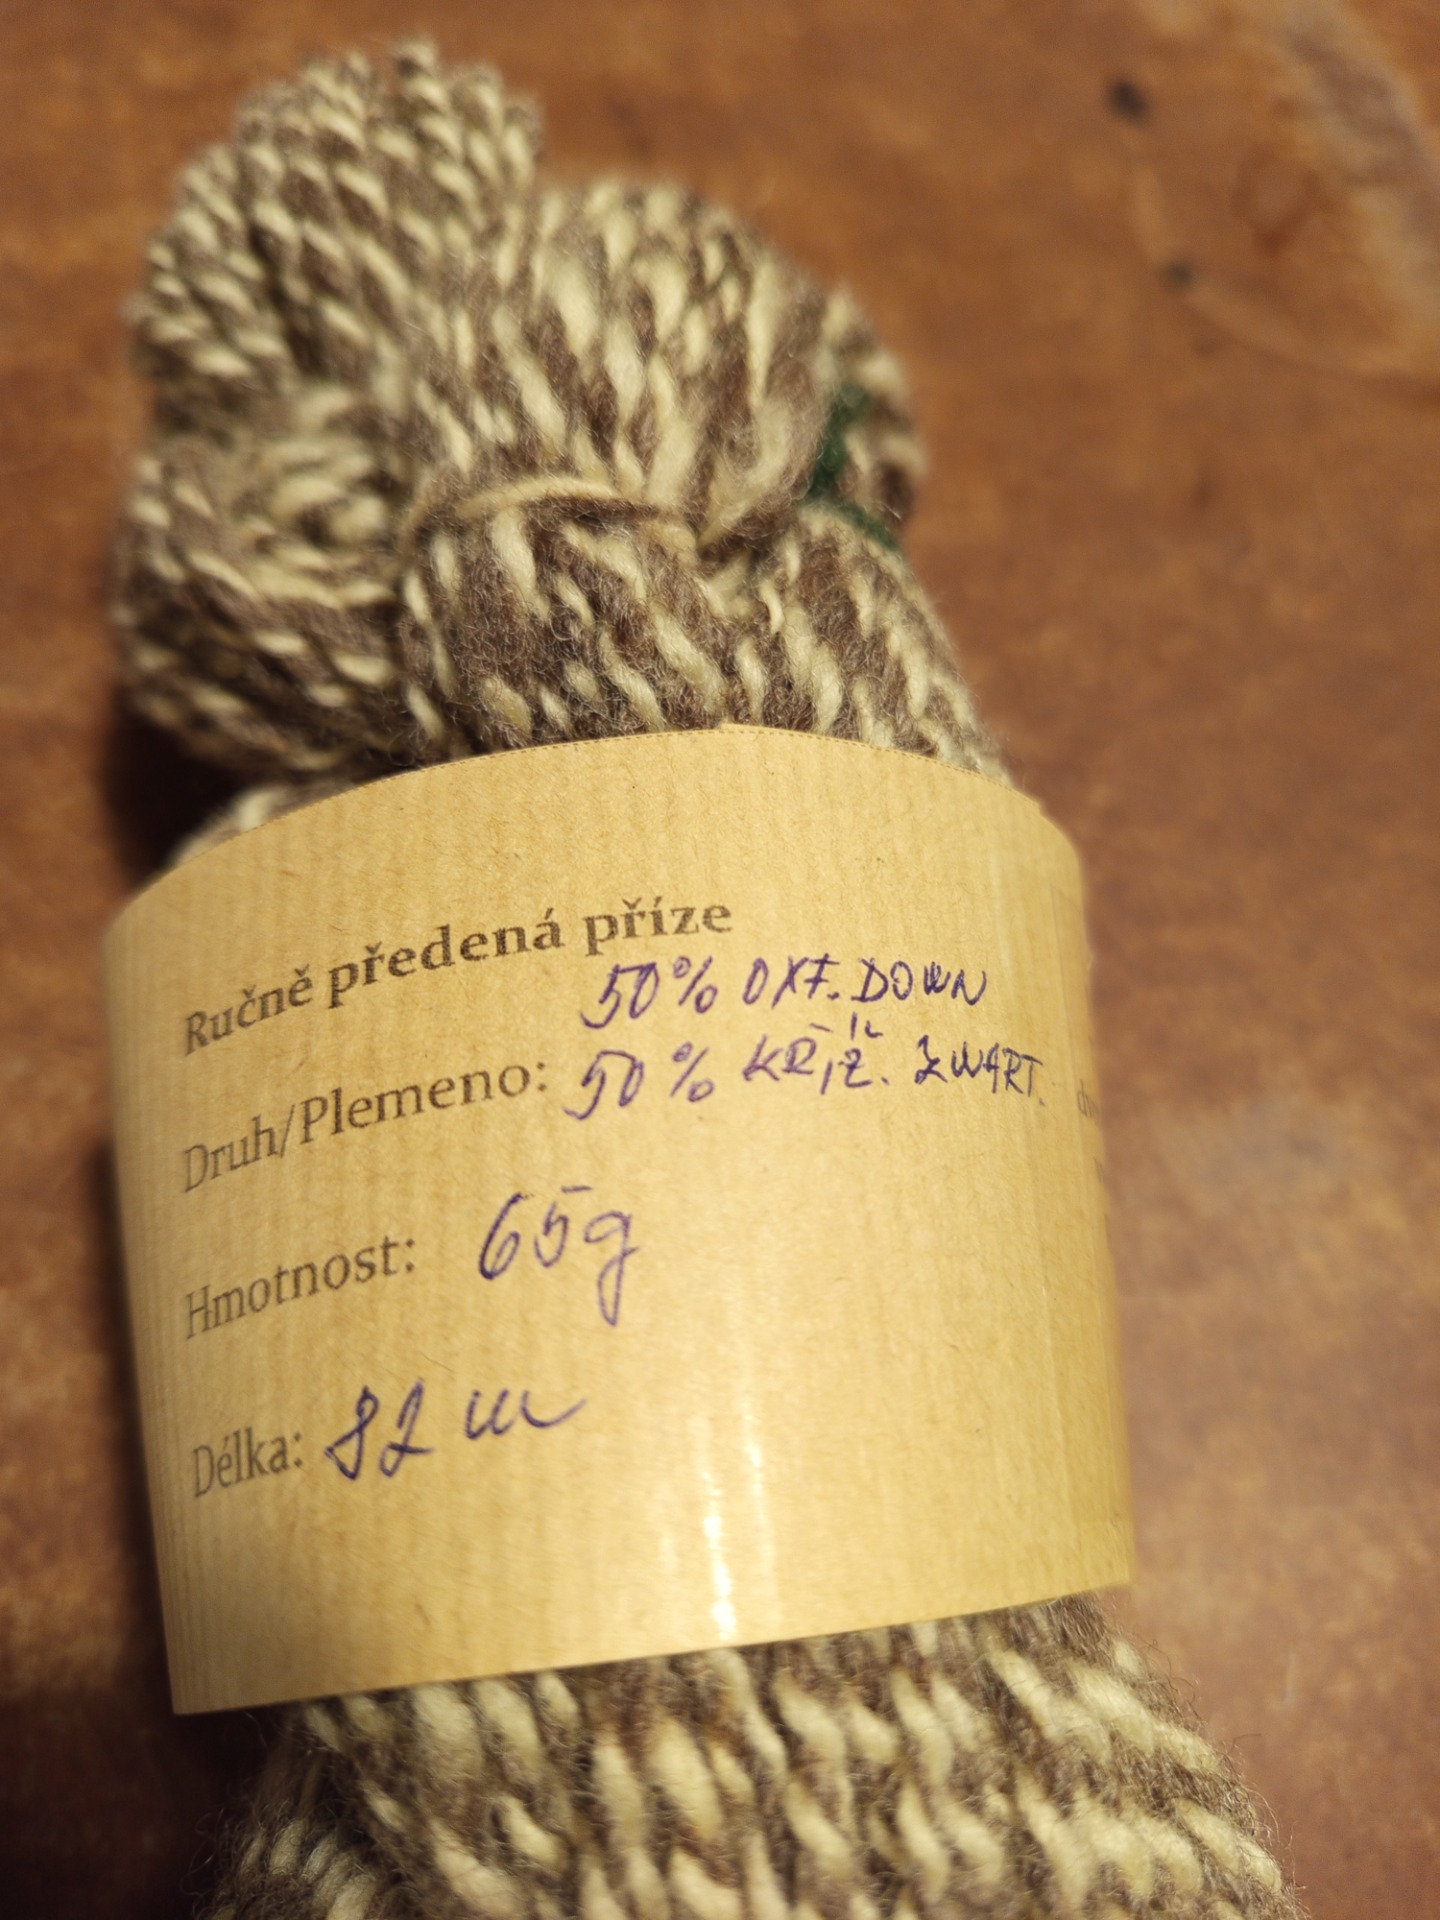 Ručně předená příze
50% OXF. DOWN
Druh/Plemeno: 50% KŘÍŽ. ZWART.
Hmotnost: 65g
Délka: 82 m